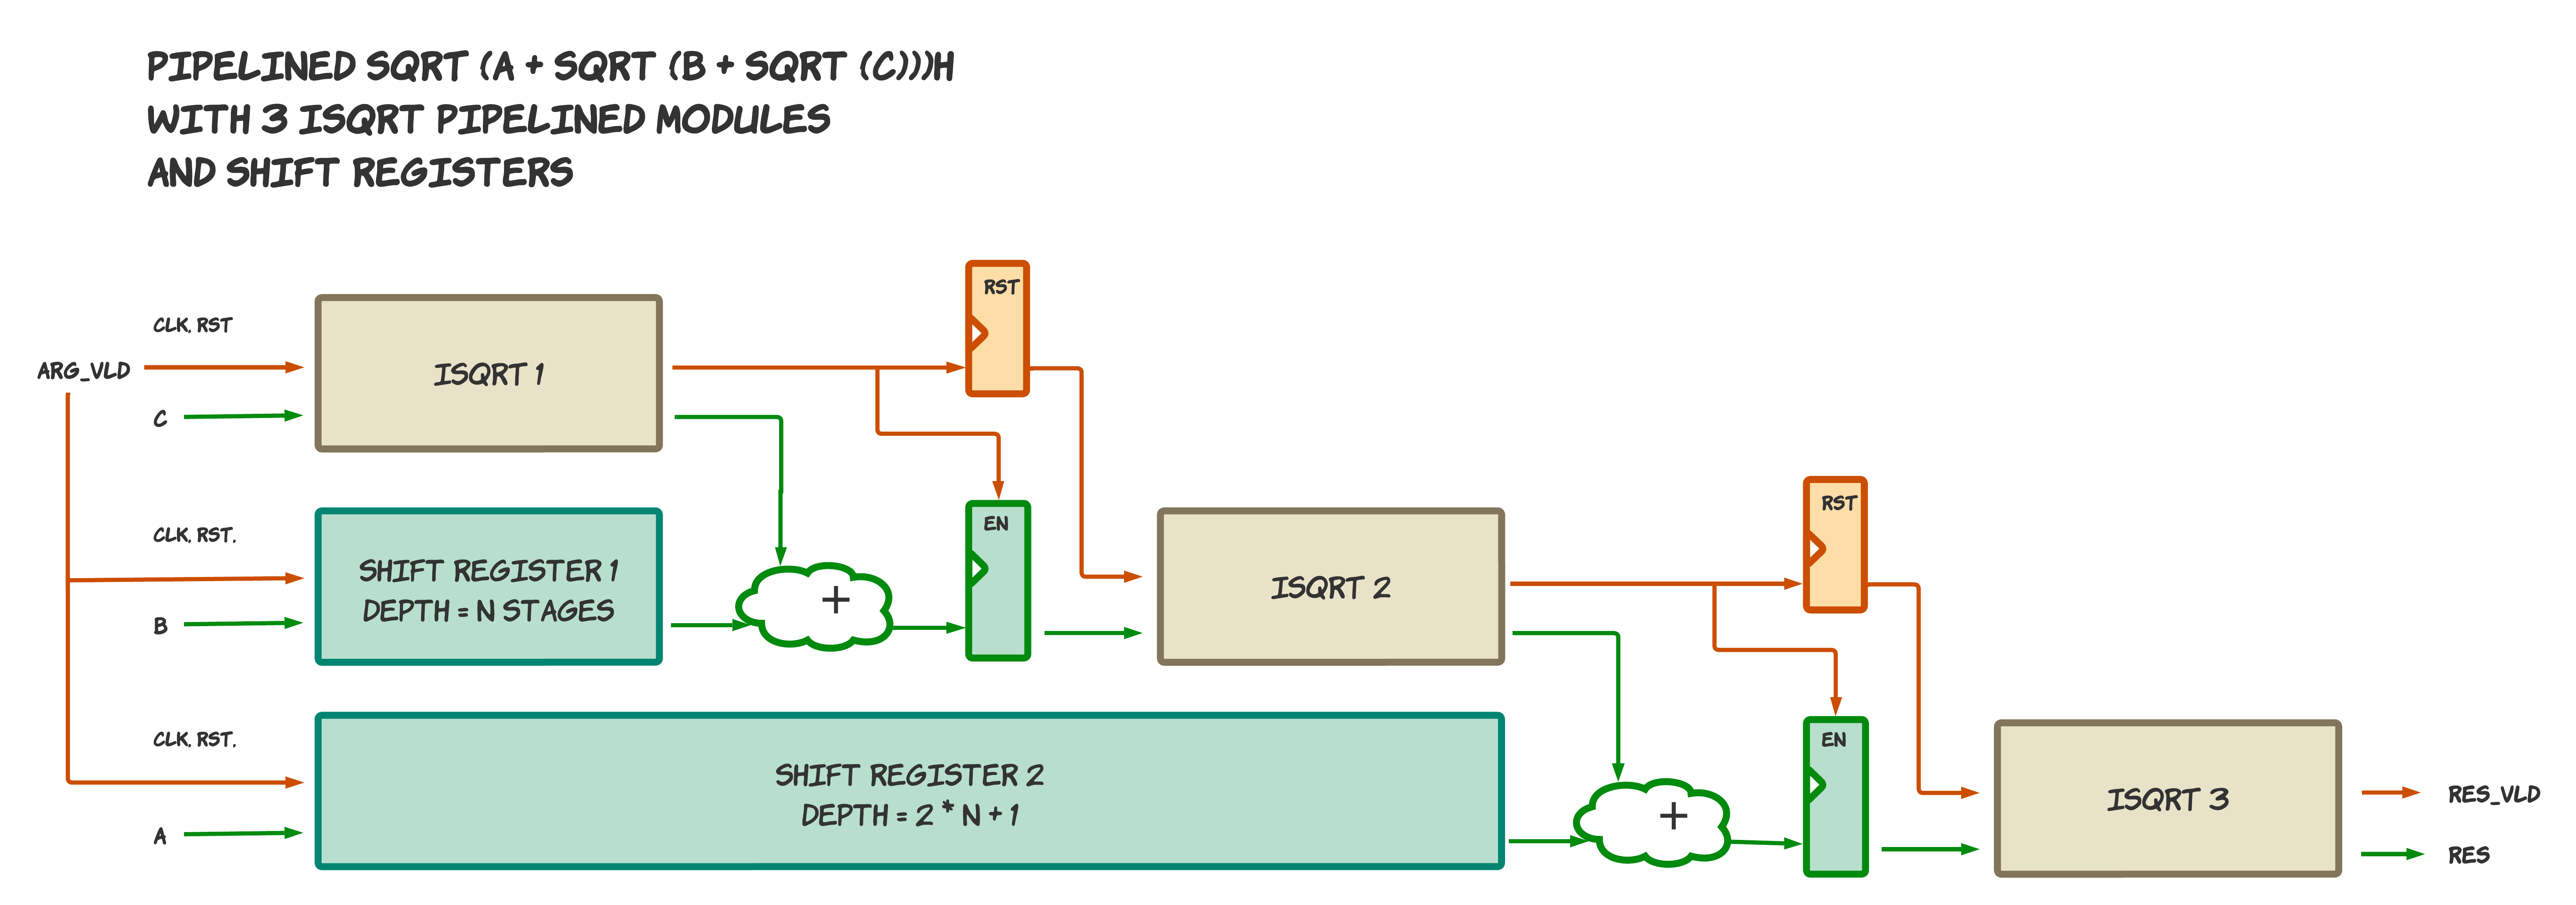 PIPELINED SQRT (A + SQRT (B + SQRT (C)))H
WITH 3 ISQRT PIPELINED MODULES
AND SHIFT REGISTERS
RST
CLK. RST
ARG_VLD
ISQRT 1
C
RST
EN
CLK. RST.
SHIFT REGISTER 1
DEPTH = N STAGES
+
ISQRT 2
B
CLK. RST.
EN
SHIFT REGISTER 2
DEPTH = 2 * N + 1
+
ISQRT 3
RES_VLD
A
RES